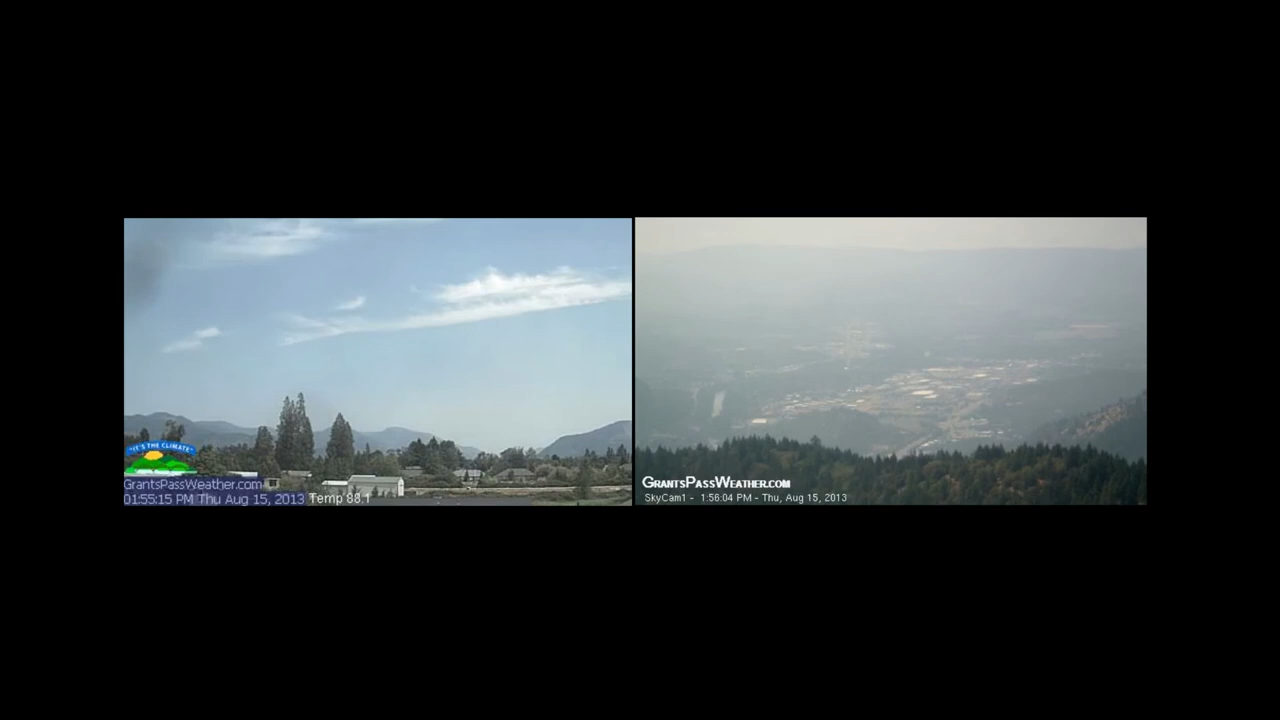 "IT'S THE CLIMATE"
GrantsPassWeather.com
01:55:15 PM Thu Aug 15, 2013 Temp 88.1
GRANTSPASSWEATHER.COM
SkyCam1 - 1:56:04 PM - Thu, Aug 15, 2013